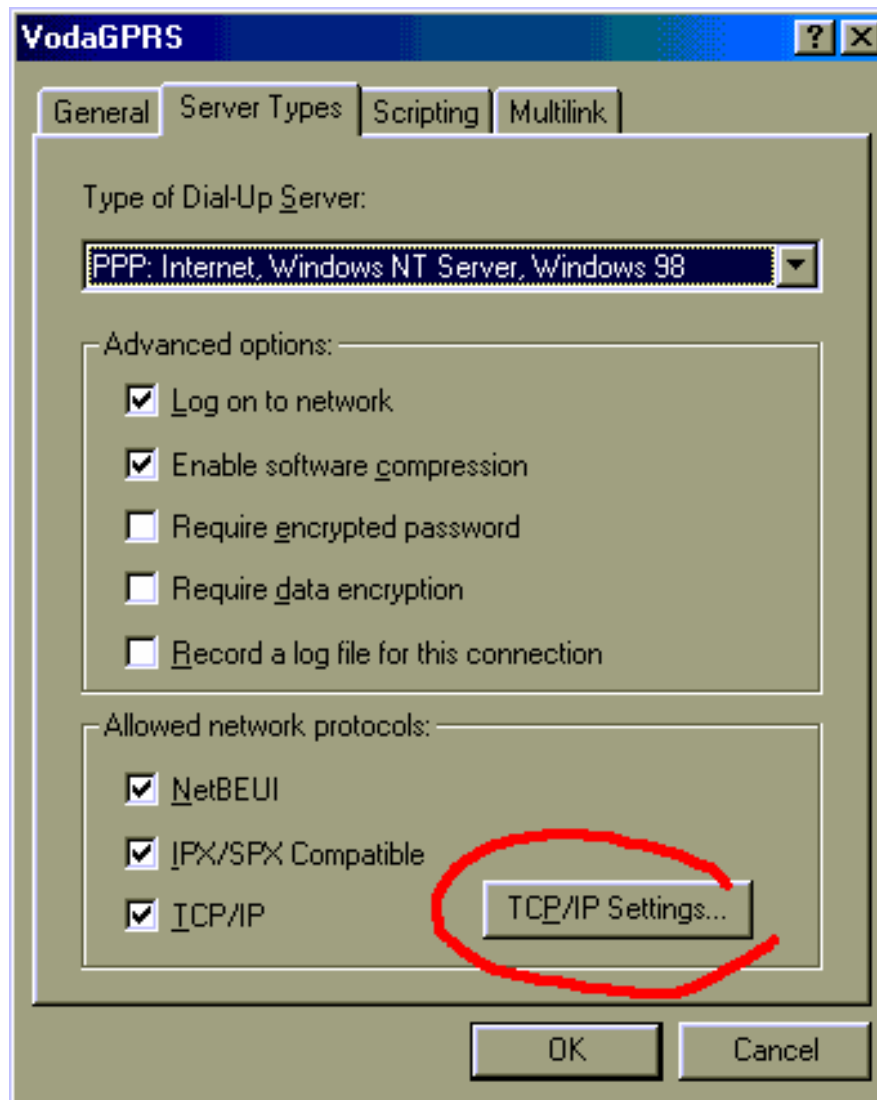 VodaGPRS
General Server Types Scripting Multilink
Type of Dial-Up Server:
PPP: Internet, Windows NT Server, Windows 98
Advanced options:
Log on to network
Enable software compression
Require encrypted password
Require data encryption
Record a log file for this connection
Allowed network protocols:
NetBEUI
IPX/SPX Compatible
TCP/IP TCP/IP Settings...
OK Cancel